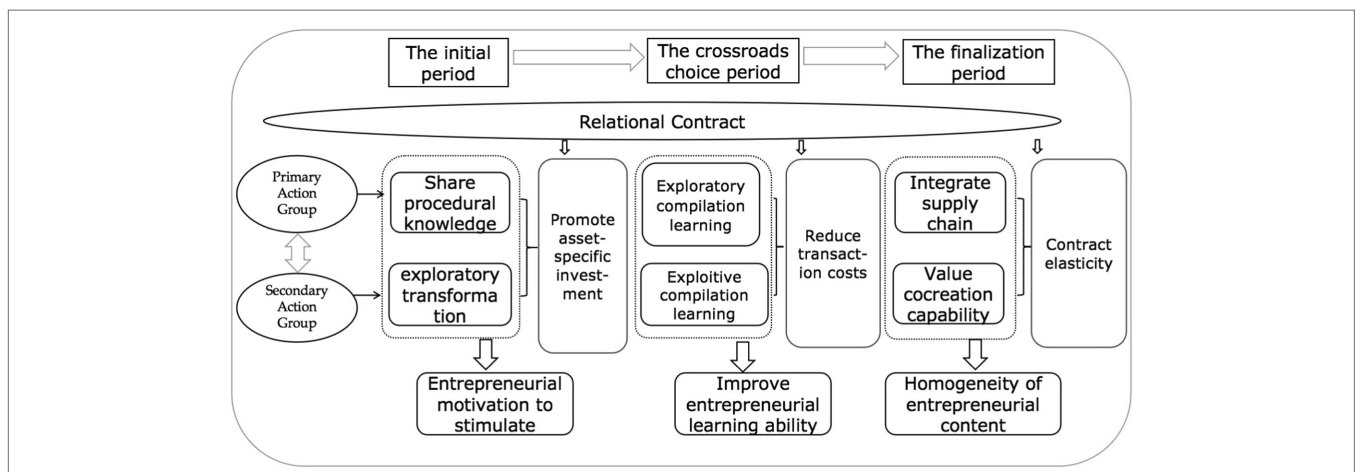 The initial
period
The crossroads
choice period
The finalization
period
Relational Contract
Primary
Action
Group
Share
procedural
knowledge
Promote
asset-
specific
invest-
ment
Exploratory
compilation
learning
Reduce
transact-
ion costs
Integrate
supply
chain
Contract
elasticity
Secondary
Action
Group
exploratory
transforma
tion
Exploitive
compilation
learning
Value
cocreation
capability
Entrepreneurial
motivation to
stimulate
Improve
entrepreneurial
learning ability
Homogeneity of
entrepreneurial
content